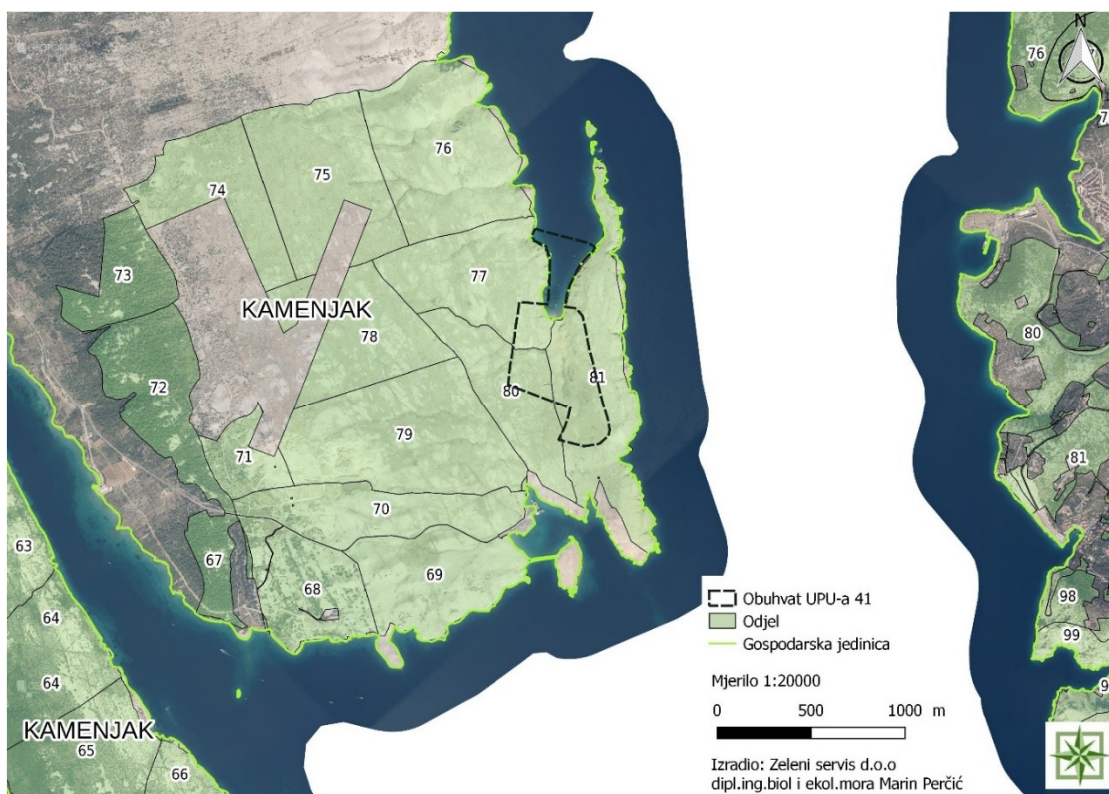 GEOPORTAL
N
76
76
75
74
73
77
KAMENJAK
78
72
80
81
80
79
71
81
70
67
63
69
68
64
98
99
64
KAMENJAK
65
66
Obuhvat UPU-a 41
Odjel
Gospodarska jedinica
Mjerilo 1:20000
0 500 1000 m
Izradio: Zeleni servis d.o.o
dipl.ing.biol i ekol.mora Marin Perčić